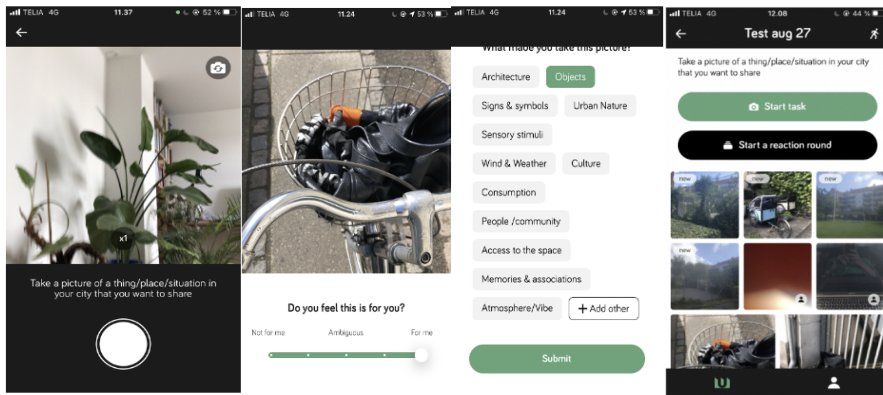 TELIA 4G 11.37 52 %
Take a picture of a thing/place/situation in
your city that you want to share
x1
TELIA 4G 11.24 53 %
Do you feel this is for you?
Not for me Ambiguous For me
TELIA 4G 11.24 53 %
What made you take this picture?
Architecture Objects
Signs & symbols Urban Nature
Sensory stimuli
Wind & Weather Culture
Consumption
People /community
Access to the space
Memories & associations
Atmosphere/Vibe + Add other
Submit
TELIA 4G 12.08 44 %
Test aug 27
Take a picture of a thing/place/situation in your city
that you want to share
Start task
Start a reaction round
new new new
new